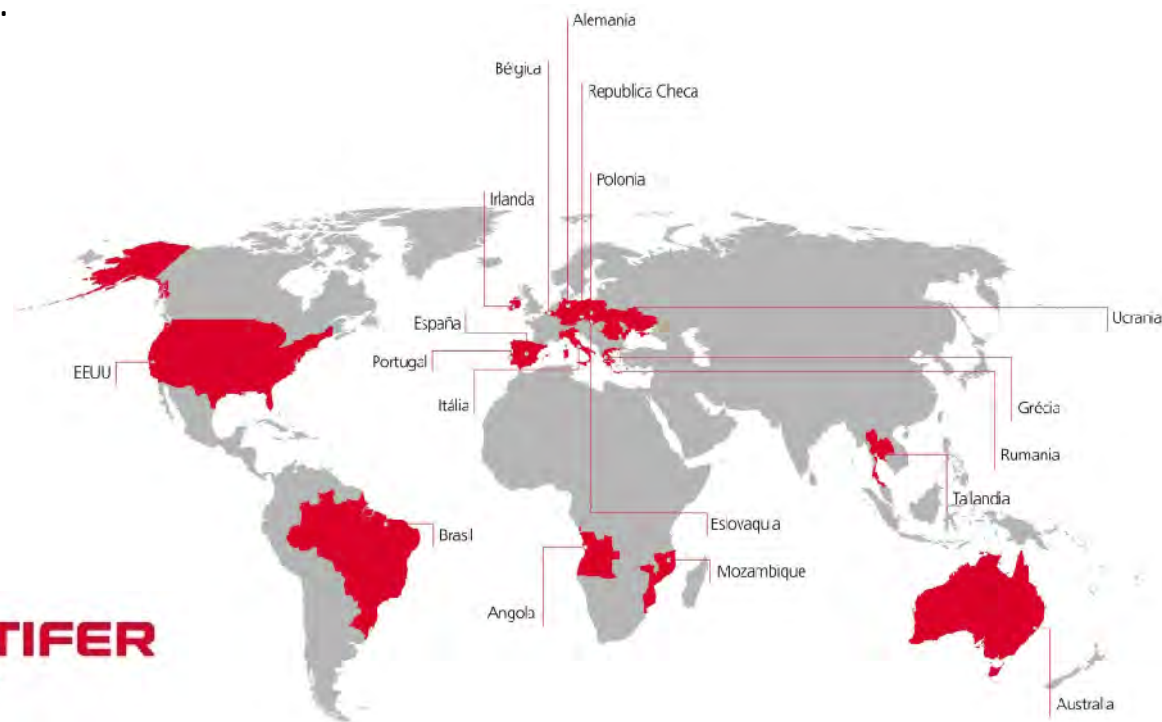 Alemania
Bélgica
Republica Checa
Polonia
Irlanda
Ucrania
España
Portugal
EEUU
Itália
Grécia
Rumania
Tailandia
Eslovaquia
Brasil
Mozambique
Angola
TIFER
Australia